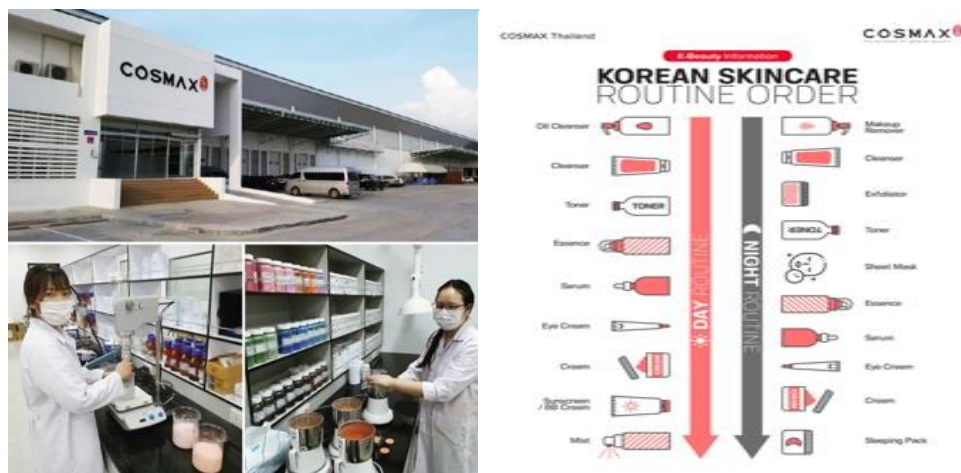 COSMAX
COSMAX Thailand
COSMAX
K-Beauty Information
KOREAN SKINCARE
ROUTINE ORDER
Oil Cleanser
Cleanser
Toner
TONER
Essence
Serum
Eye Cream
Cream
Sunscreen
/ BB Cream
Mist
DAY ROUTINE
NIGHT ROUTINE
Makeup
Remover
Cleanser
Exfoliator
Toner
TONER
Sheet Mask
Essence
Serum
Eye Cream
Cream
Sleeping Pack